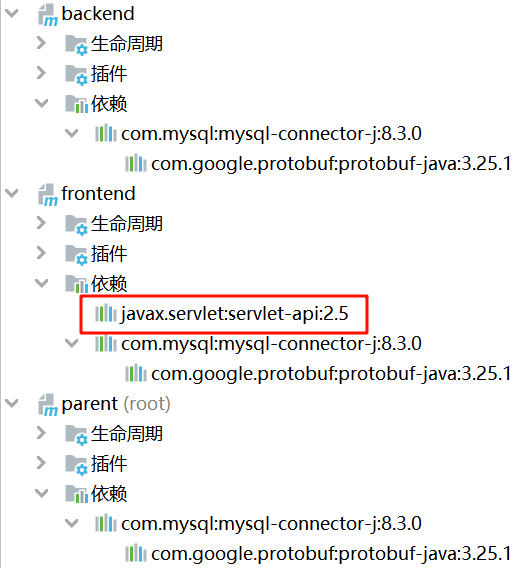 backend
生命周期
插件
依赖
com.mysql:mysql-connector-j:8.3.0
com.google.protobuf:protobuf-java:3.25.1
frontend
生命周期
插件
依赖
javax.servlet:servlet-api:2.5
com.mysql:mysql-connector-j:8.3.0
com.google.protobuf:protobuf-java:3.25.1
parent (root)
生命周期
插件
依赖
com.mysql:mysql-connector-j:8.3.0
com.google.protobuf:protobuf-java:3.25.1